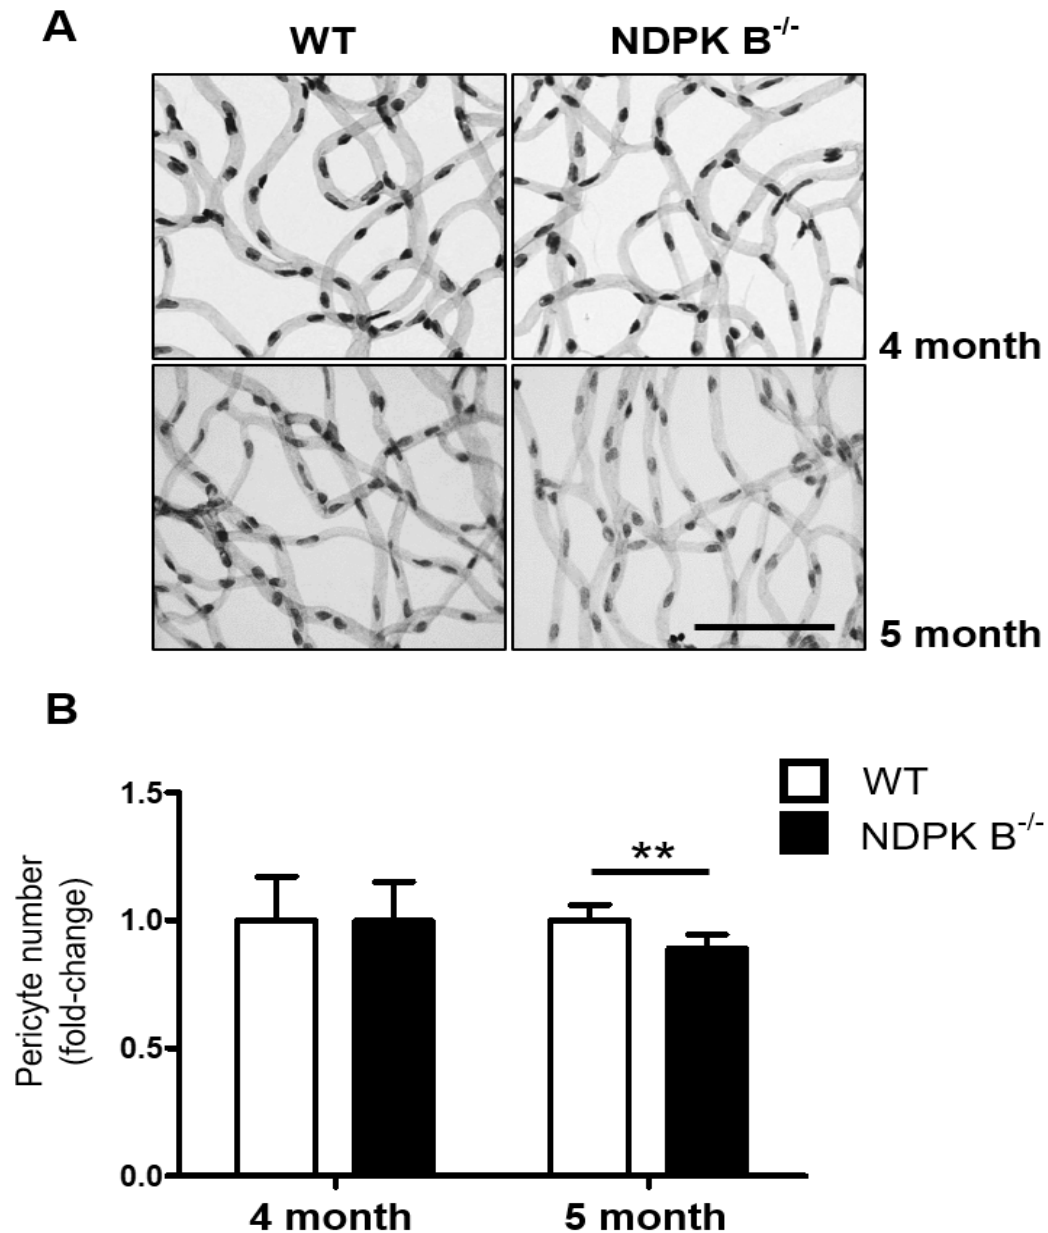 A
WT
NDPK B-/-
4 month
5 month
B
WT
NDPK B-/-
**
1.5
1.0
0.5
0.0
Pericyte number
(fold-change)
4 month
5 month